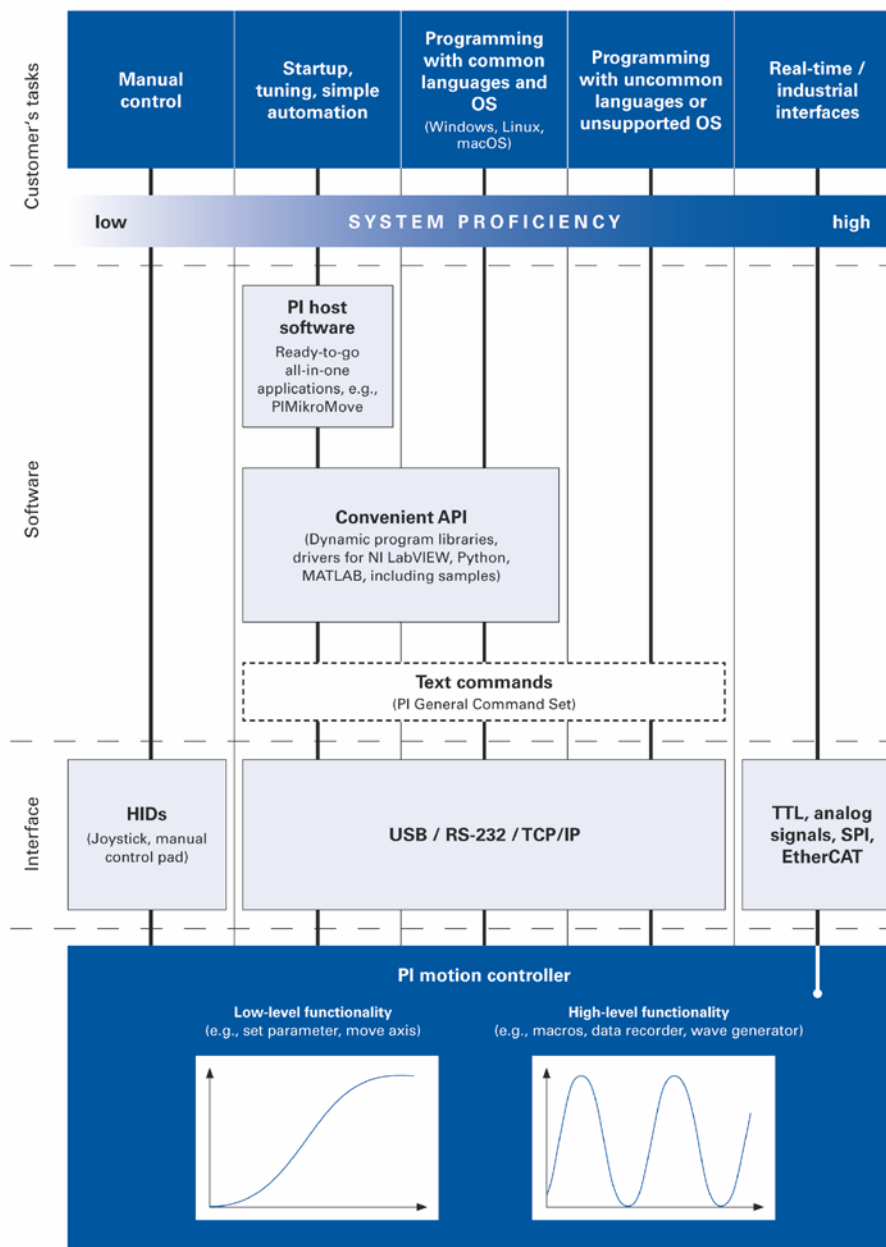 Customer's tasks
Manual
control
Startup,
tuning, simple
automation
Programming
with common
languages and
OS
(Windows, Linux,
macOS)
Programming
with uncommon
languages or
unsupported OS
Real-time /
industrial
interfaces
low
SYSTEM PROFICIENCY
high
Software
PI host
software
Ready-to-go
all-in-one
applications, e.g.,
PIMikroMove
Convenient API
(Dynamic program libraries,
drivers for NI LabVIEW, Python,
MATLAB, including samples)
Text commands
(PI General Command Set)
Interface
HIDs
(Joystick, manual
control pad)
USB / RS-232 / TCP/IP
TTL, analog
signals, SPI,
EtherCAT
PI motion controller
Low-level functionality
(e.g., set parameter, move axis)
High-level functionality
(e.g., macros, data recorder, wave generator)